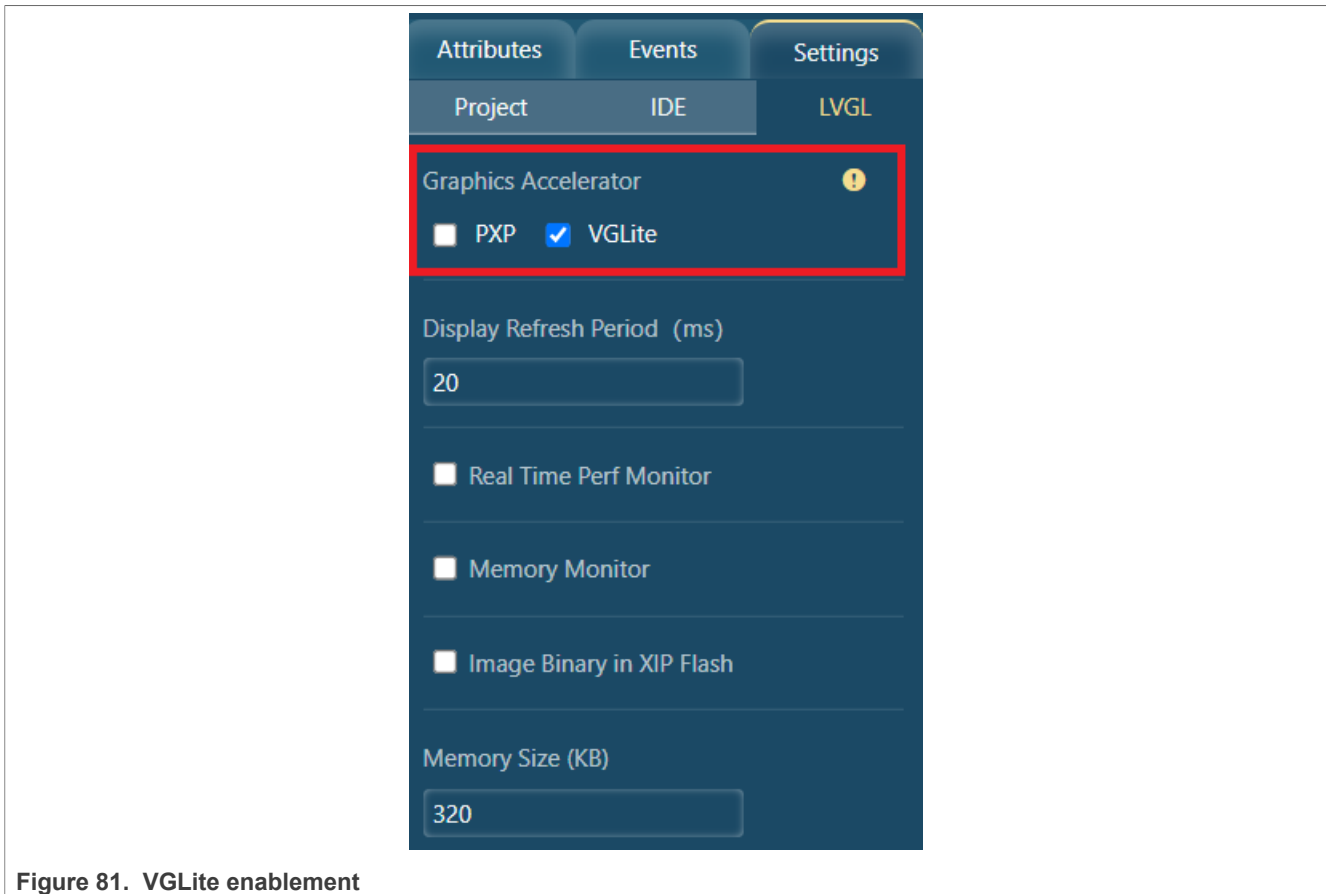 Attributes Events Settings
Project IDE LVGL
Graphics Accelerator
PXP VGLite
Display Refresh Period (ms)
20
Real Time Perf Monitor
Memory Monitor
Image Binary in XIP Flash
Memory Size (KB)
320
Figure 81. VGLite enablement